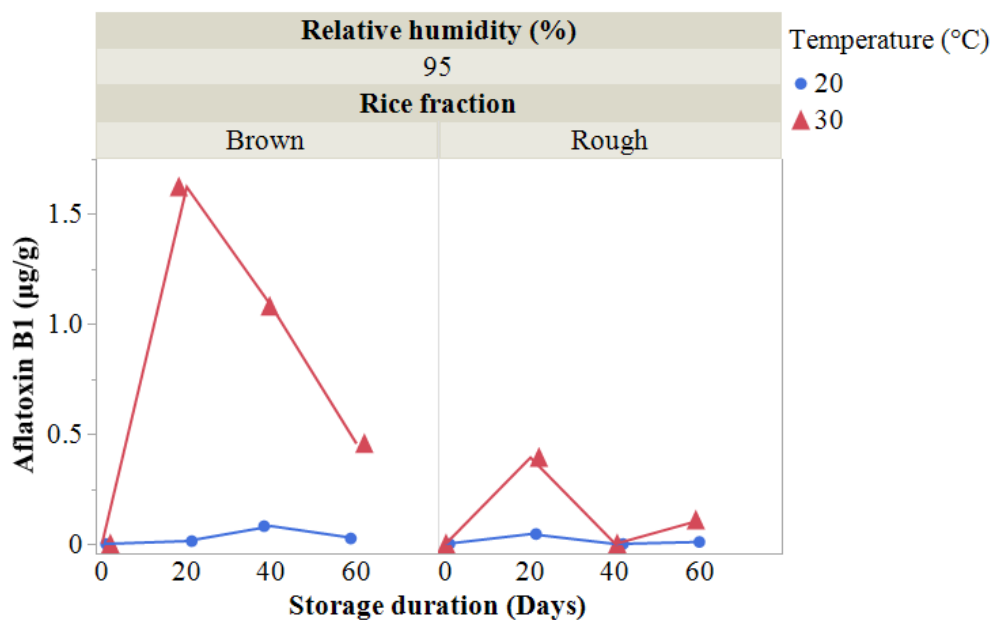 Relative humidity (%)
95
Rice fraction
Brown
Rough
Temperature (°C)
20
30
Aflatoxin B1 (µg/g)
1.5
1.0
0.5
0
0 20 40 60
0 20 40 60
Storage duration (Days)